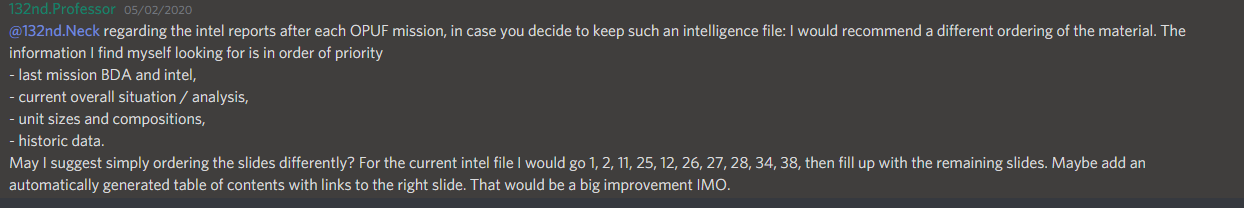 132nd.Professor 05/02/2020
@132nd.Neck regarding the intel reports after each OPUF mission, in case you decide to keep such an intelligence file: I would recommend a different ordering of the material. The
information I find myself looking for is in order of priority
- last mission BDA and intel,
- current overall situation / analysis,
- unit sizes and compositions,
- historic data.
May I suggest simply ordering the slides differently? For the current intel file I would go 1, 2, 11, 25, 12, 26, 27, 28, 34, 38, then fill up with the remaining slides. Maybe add an
automatically generated table of contents with links to the right slide. That would be a big improvement IMO.